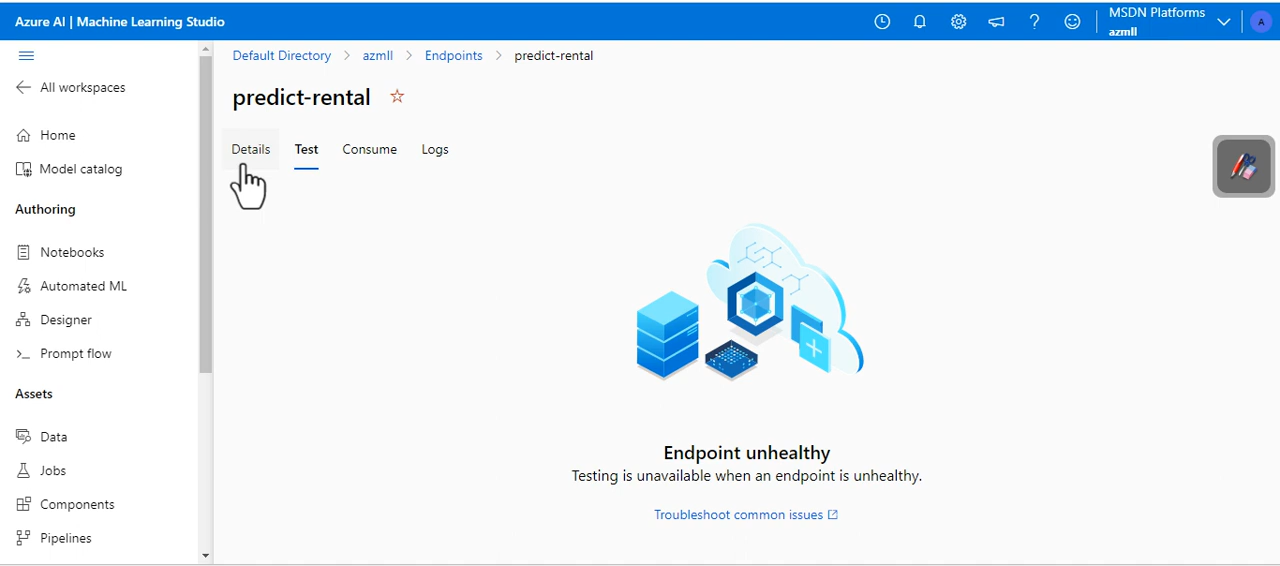 Azure AI | Machine Learning Studio
MSDN Platforms
azmll
A
Default Directory > azmll > Endpoints > predict-rental
All workspaces
predict-rental
Home
Details Test Consume Logs
Model catalog
Authoring
Notebooks
Automated ML
Designer
Prompt flow
Assets
Data
Jobs
Components
Pipelines
Endpoint unhealthy
Testing is unavailable when an endpoint is unhealthy.
Troubleshoot common issues